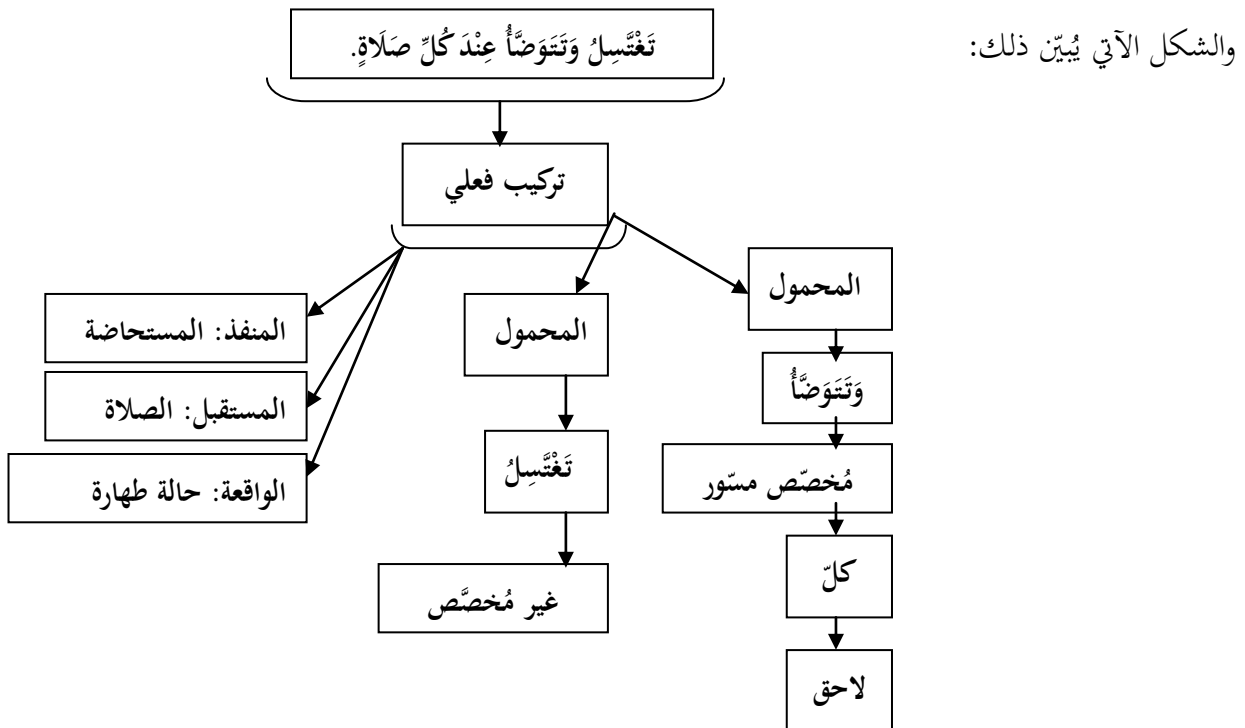 والشكل الآتي يُبيّن ذلك:
تَغْتَسِلُ وَتَتَوَضَّأُ عِنْدَ كُلِّ صَلَاةٍ.
تركيب فعلي
المحمول
وَتَتَوَضَّأُ
مُخصّص مسّور
كلّ
لاحق
المحمول
تَغْتَسِلُ
غير مُخصَّص
المنفذ: المستحاضة
المستقبل: الصلاة
الواقعة: حالة طهارة